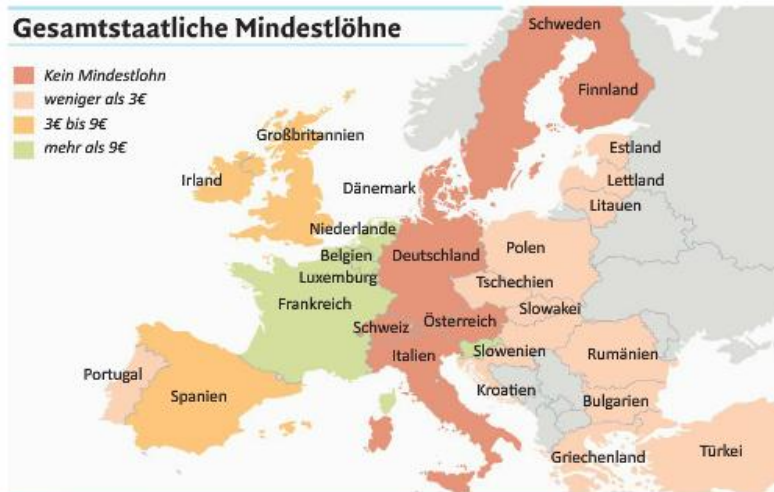 Gesamtstaatliche Mindestlöhne
Kein Mindestlohn
weniger als 3€
3€ bis 9€
mehr als 9€
Schweden
Finnland
Großbritannien
Estland
Irland
Lettland
Dänemark
Litauen
Niederlande
Polen
Belgien
Deutschland
Luxemburg
Tschechien
Frankreich
Slowakei
Schweiz
Österreich
Italien
Slowenien
Rumänien
Portugal
Spanien
Kroatien
Bulgarien
Griechenland
Türkei